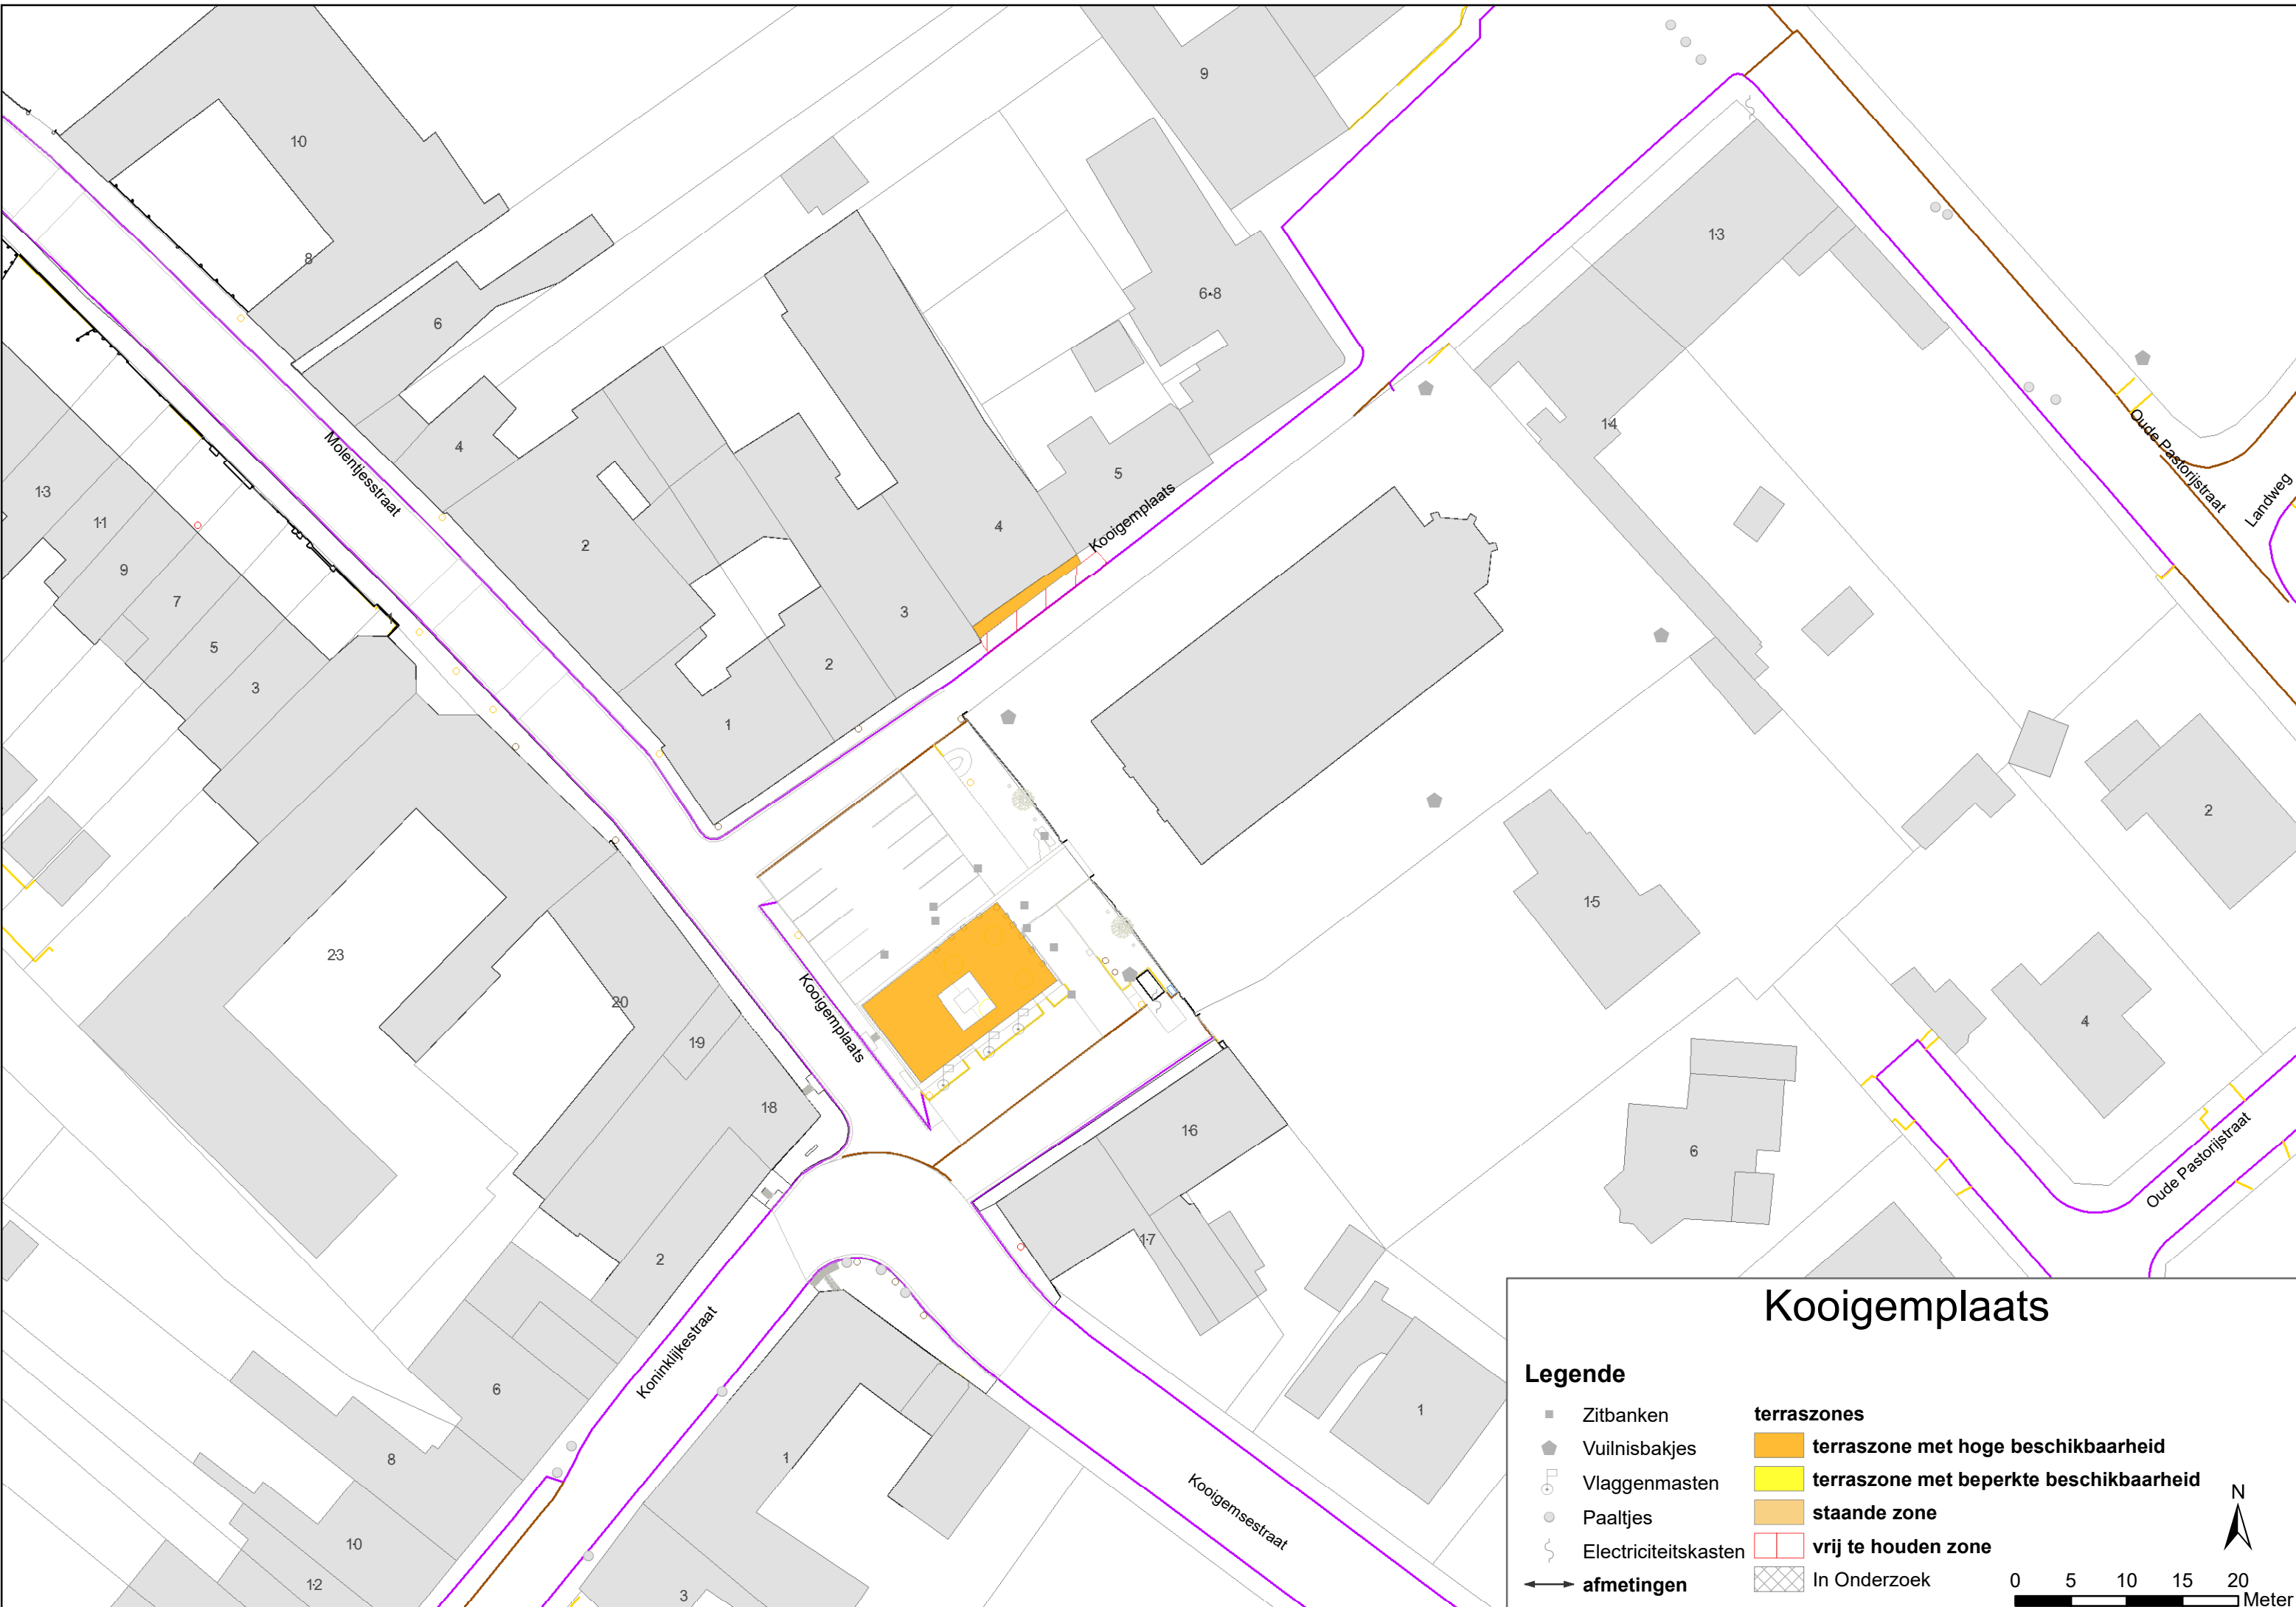 9
10
13
8
6-8
6
14
4
Oude Pastorijstraat
Molentjesstraat
5
13
Landweg
Kooigemplaats
11
4
2
9
7
3
5
2
3
1
2
15
23
20
Kooigemplaats
4
19
18
16
6
Oude Pastorijstraat
17
2
Koninklijkestraat
6
1
8
1
Kooigemsestraat
10
12
3
Kooigemplaats
Legende
Zitbanken
Vuilnisbakjes
Vlaggenmasten
Paaltjes
Electriciteitskasten
afmetingen
terraszones
terraszone met hoge beschikbaarheid
terraszone met beperkte beschikbaarheid
staande zone
vrij te houden zone
In Onderzoek
N
0 5 10 15 20
Meter